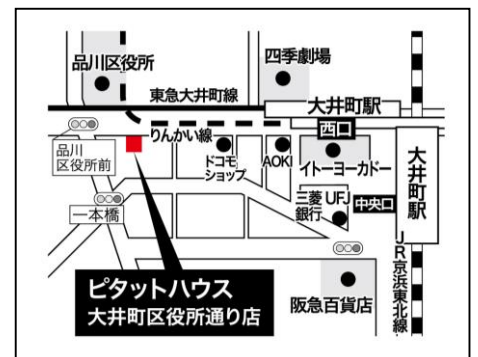 品川区役所
四季劇場
東急大井町線
大井町駅
西口
りんかい線
品川
区役所前
ドコモ
ショップ
AOKI
イトーヨーカドー
大井町駅
一本橋
三菱UFJ
銀行
中央口
JR京浜東北線
ピタットハウス
大井町区役所通り店
阪急百貨店